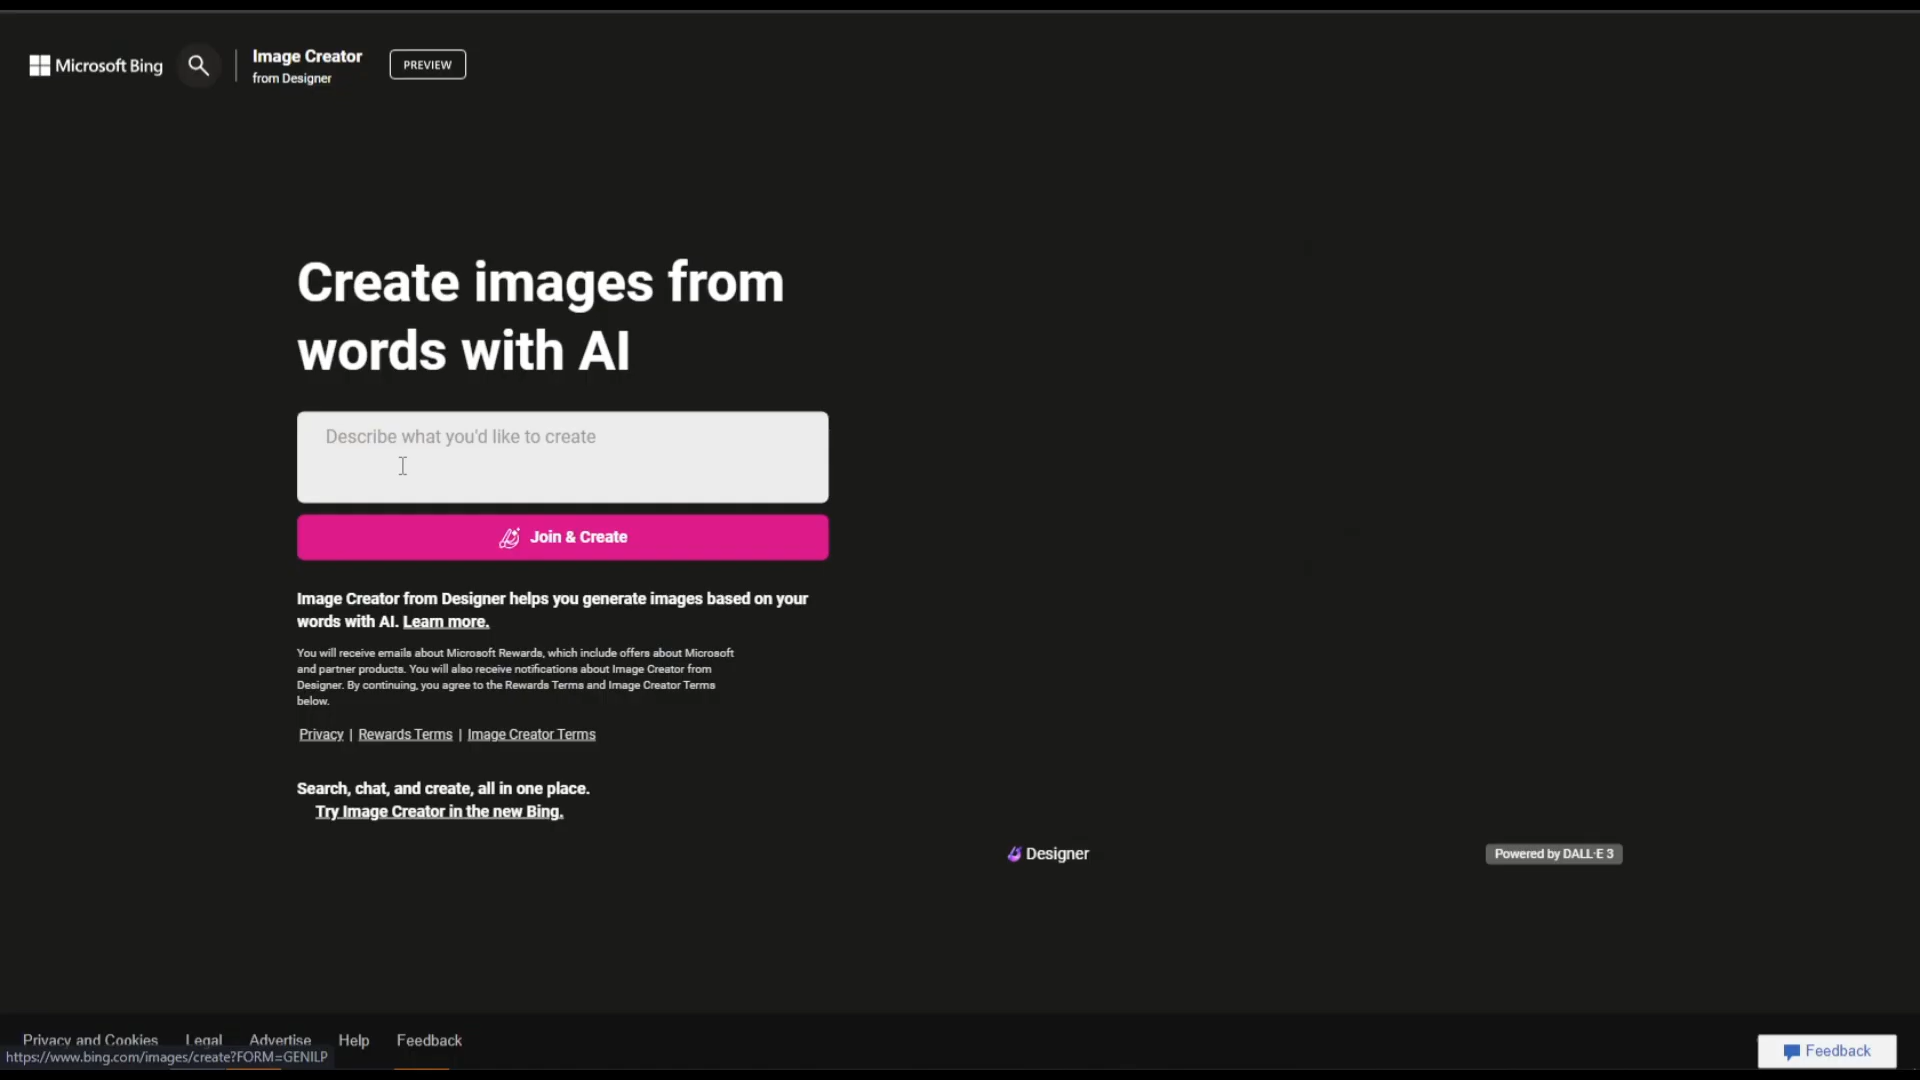 Microsoft Bing
Image Creator
from Designer
PREVIEW
Create images from
words with AI
Describe what you'd like to create
Join & Create
Image Creator from Designer helps you generate images based on your
words with AI. Learn more.
You will receive emails about Microsoft Rewards, which include offers about Microsoft
and partner products. You will also receive notifications about Image Creator from
Designer. By continuing, you agree to the Rewards Terms and Image Creator Terms
below.
Privacy | Rewards Terms | Image Creator Terms
Search, chat, and create, all in one place.
Try Image Creator in the new Bing.
Designer
Powered by DALL·E 3
Privacy and Cookies Legal Advertise Help Feedback
https://www.bing.com/images/create?FORM=GENILP
Feedback